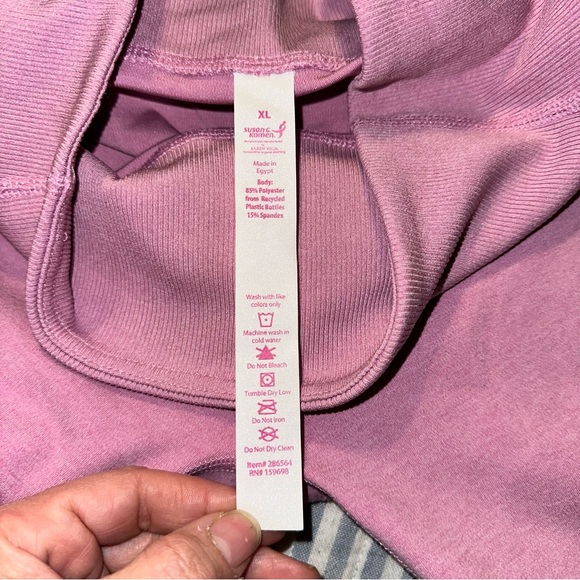 XL
susan g.
komen.
Made in
Egypt
Body:
85% Polyester
from Recycled
Plastic Bottles
15% Spandex
Wash with like
colors only
Machine wash in
cold water
Do Not Bleach
Tumble Dry Low
Do Not Iron
Do Not Dry Clean
Item# 286564
RN# 159698